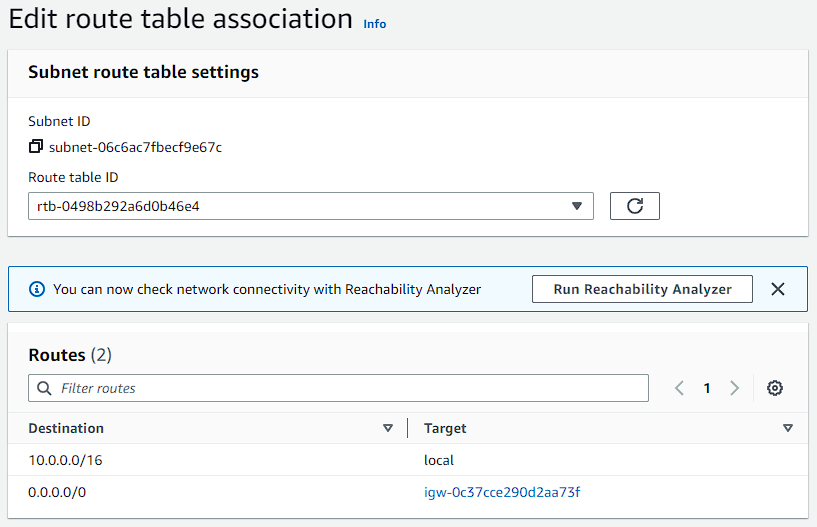 Edit route table association Info
Subnet route table settings
Subnet ID
subnet-06c6ac7fbecf9e67c
Route table ID
rtb-0498b292a6d0b46e4
You can now check network connectivity with Reachability Analyzer Run Reachability Analyzer
Routes (2)
Filter routes 1
Destination Target
10.0.0.0/16 local
0.0.0.0/0 igw-0c37cce290d2aa73f